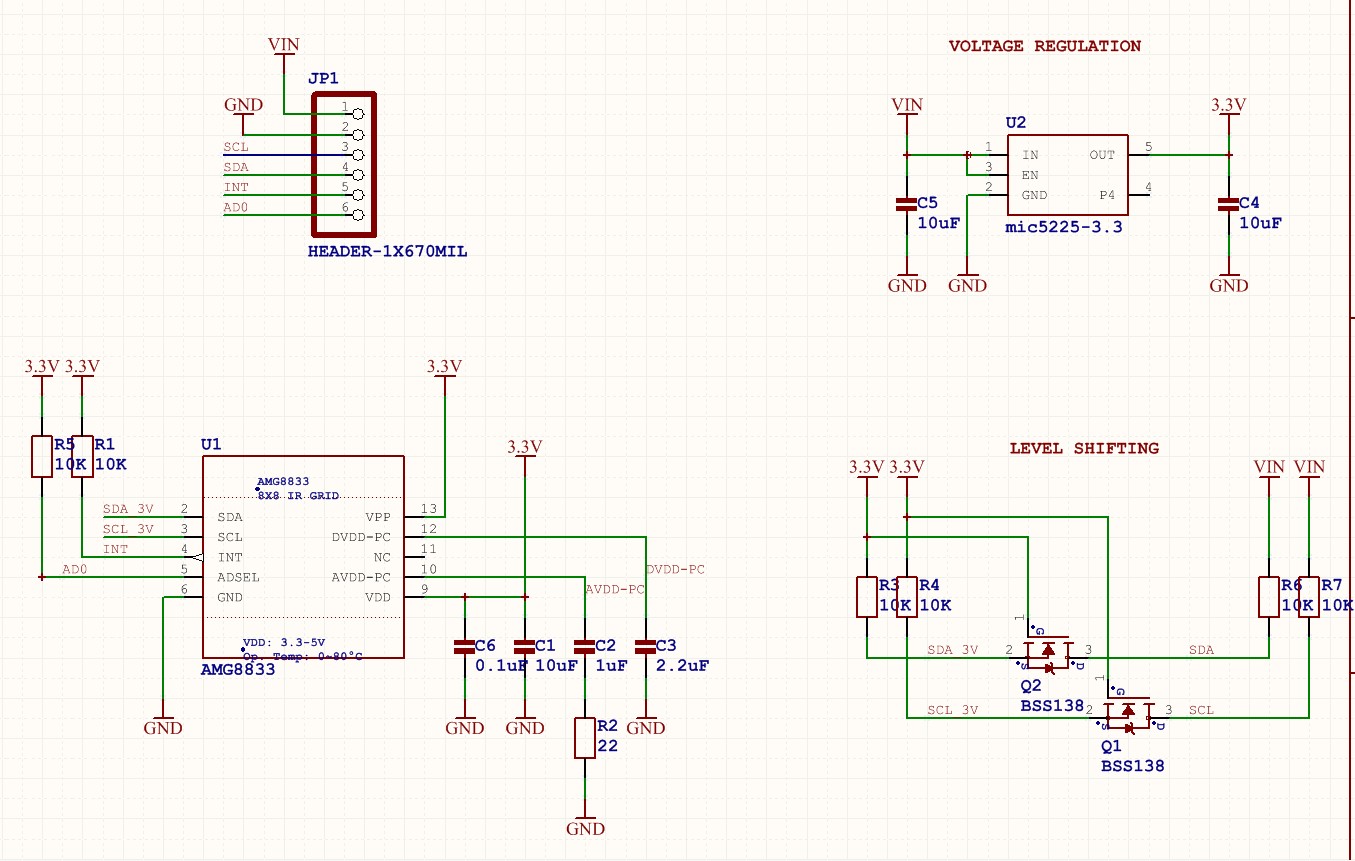 VIN
JP1
GND
1
2
SCL 3
SDA 4
INT 5
AD0 6
HEADER-1X670MIL
VOLTAGE REGULATION
VIN
3.3V
U2
1 IN OUT 5
3 EN
2 GND P4 4
C5
10uF
C4
10uF
mic5225-3.3
GND GND GND
3.3V 3.3V
3.3V
3.3V
R5 R1
10K 10K
U1
AMG8833
8X8 IR GRID
SDA 3V 2 SDA VPP 13
SCL 3V 3 SCL DVDD-PC 12
INT 4 INT NC 11
AD0 5 ADSEL AVDD-PC 10
6 GND VDD 9
DVDD-PC
AVDD-PC
VDD: 3.3-5V
Op. Temp: 0~80°C
AMG8833
C6 C1 C2 C3
0.1uF 10uF 1uF 2.2uF
GND GND GND GND
R2
22
GND
LEVEL SHIFTING
3.3V 3.3V VIN VIN
R3 R4 R6 R7
10K 10K 10K 10K
1
G
SDA 3V 2 S D 3 SDA
Q2
BSS138
1
G
SCL 3V 2 S D 3 SCL
Q1
BSS138